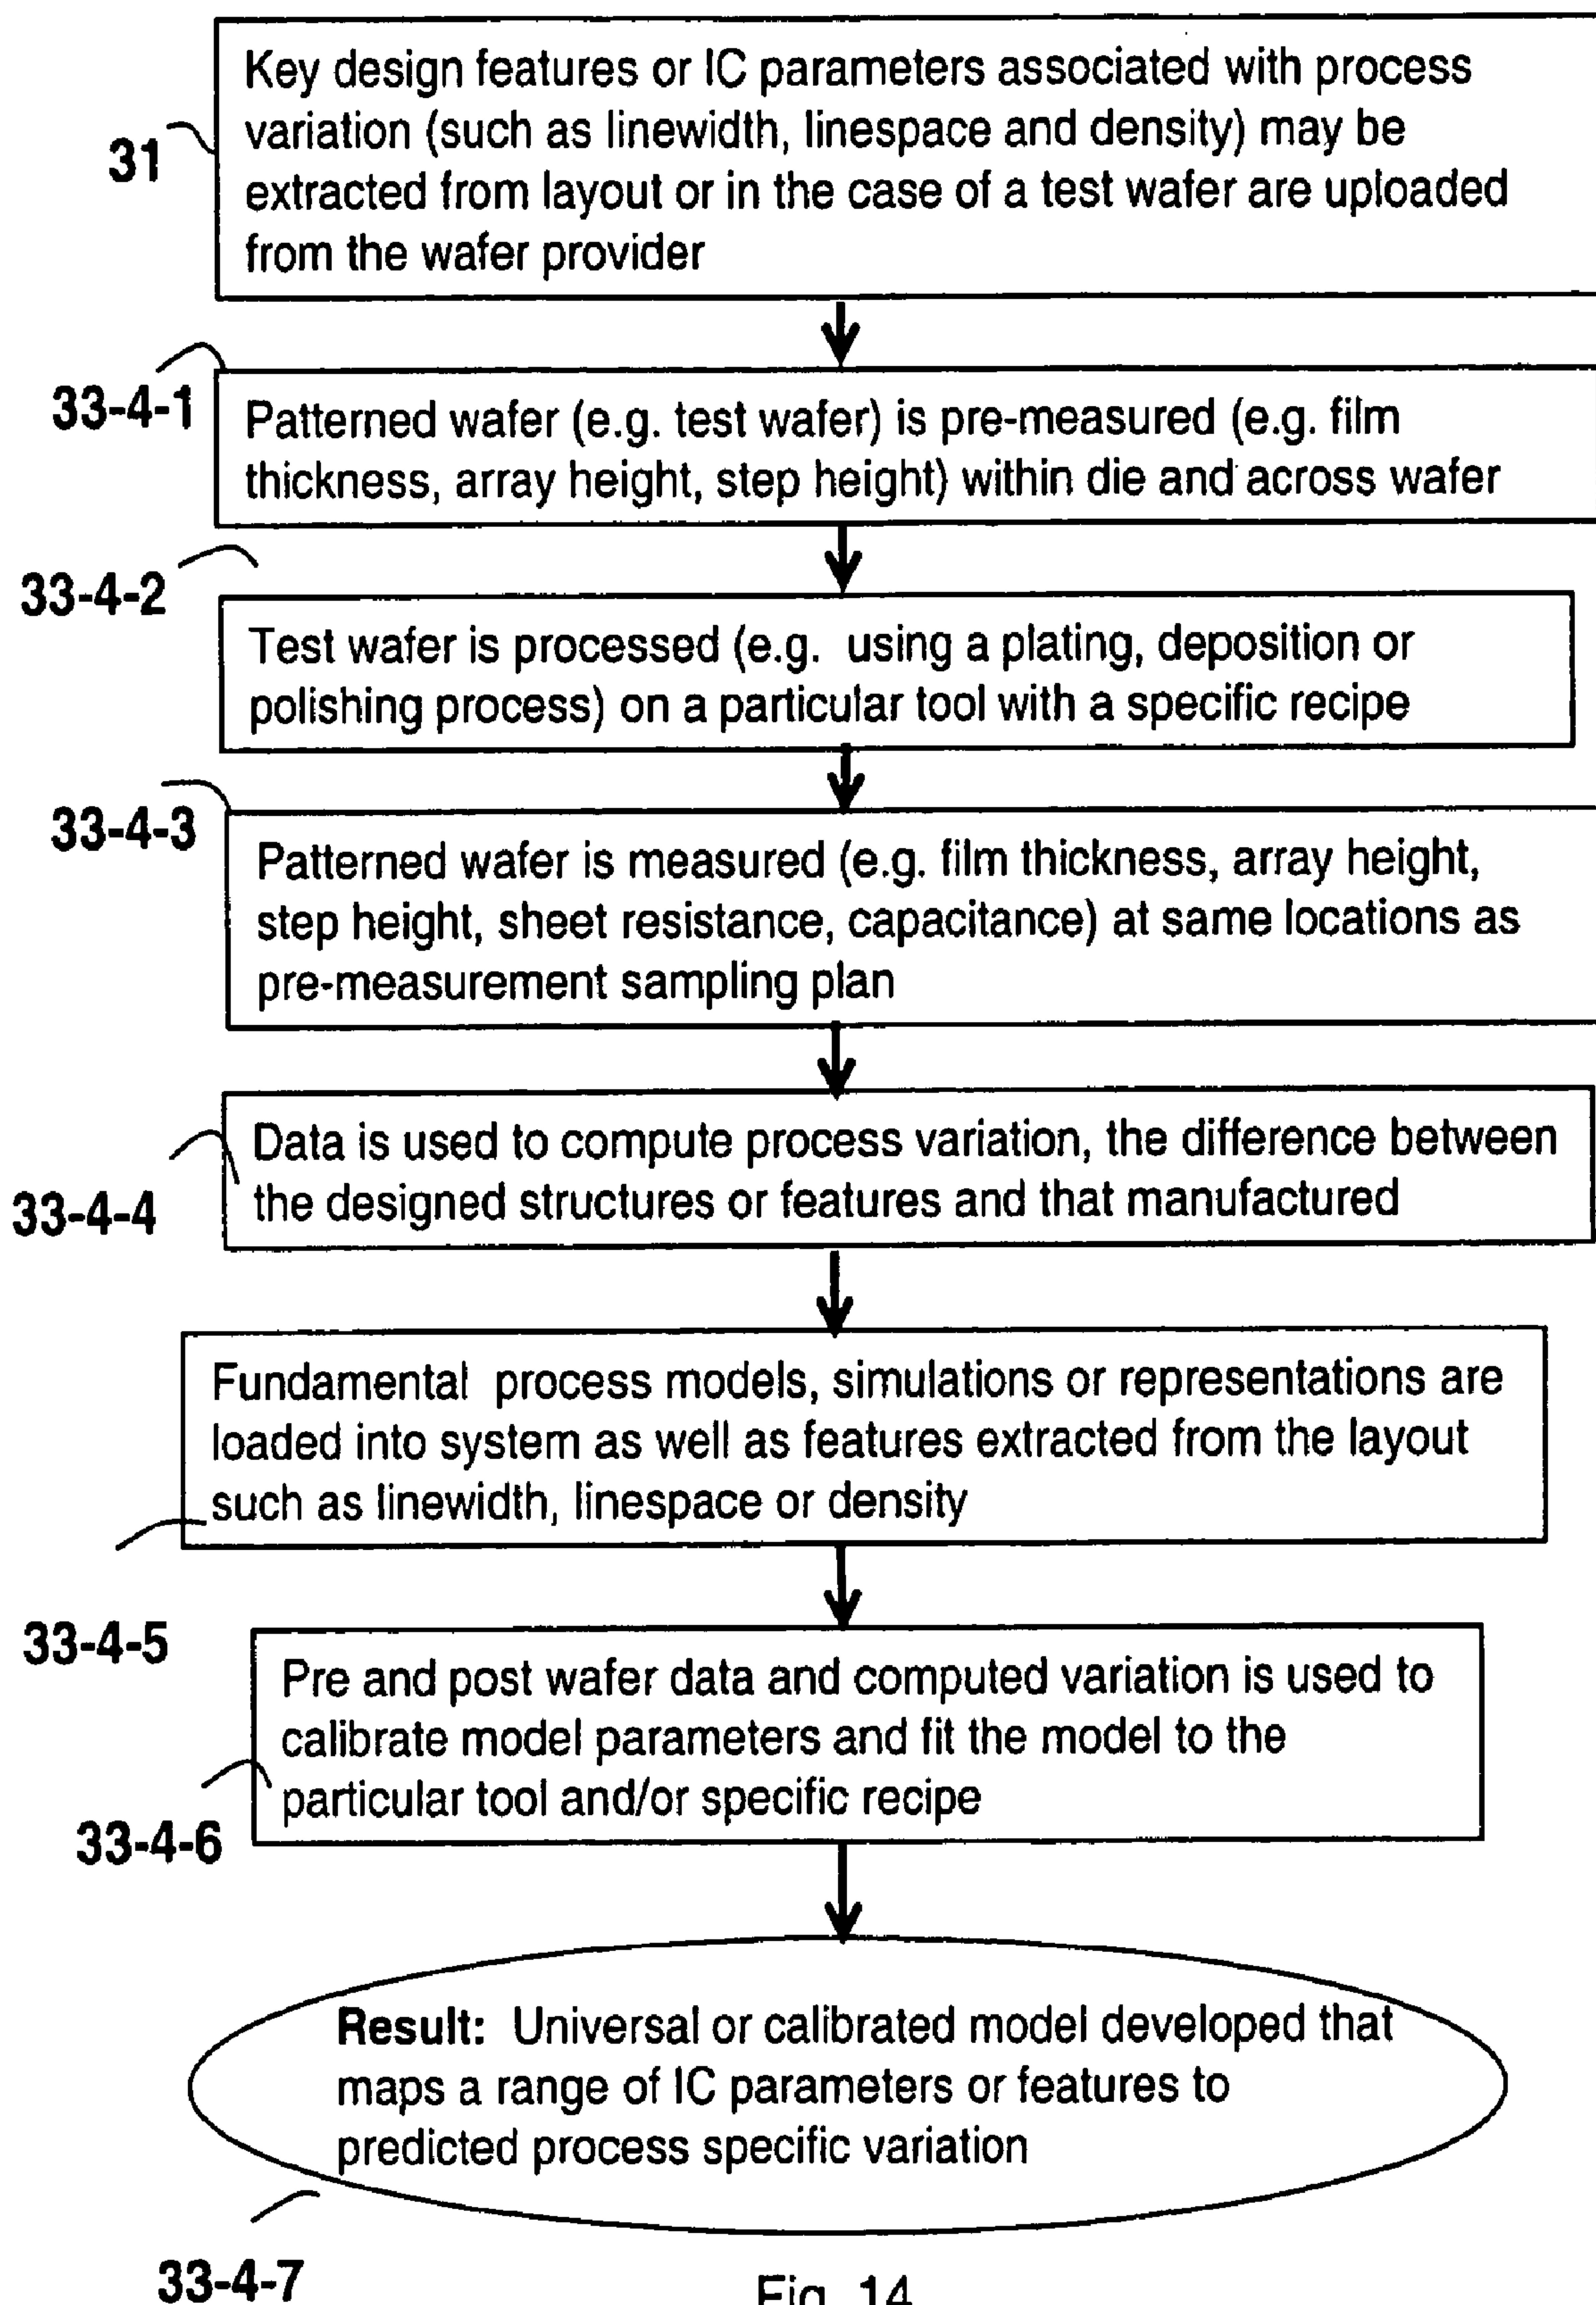 Key design features or IC parameters associated with process
variation (such as linewidth, linespace and density) may be
extracted from layout or in the case of a test wafer are uploaded
from the wafer provider
31
33-4-1
Patterned wafer (e.g. test wafer) is pre-measured (e.g. film
thickness, array height, step height) within die and across wafer
33-4-2
Test wafer is processed (e.g. using a plating, deposition or
polishing process) on a particular tool with a specific recipe
33-4-3
Patterned wafer is measured (e.g. film thickness, array height,
step height, sheet resistance, capacitance) at same locations as
pre-measurement sampling plan
Data is used to compute process variation, the difference between
the designed structures or features and that manufactured
33-4-4
Fundamental process models, simulations or representations are
loaded into system as well as features extracted from the layout
such as linewidth, linespace or density
33-4-5
Pre and post wafer data and computed variation is used to
calibrate model parameters and fit the model to the
particular tool and/or specific recipe
33-4-6
Result: Universal or calibrated model developed that
maps a range of IC parameters or features to
predicted process specific variation
33-4-7
Fig. 14